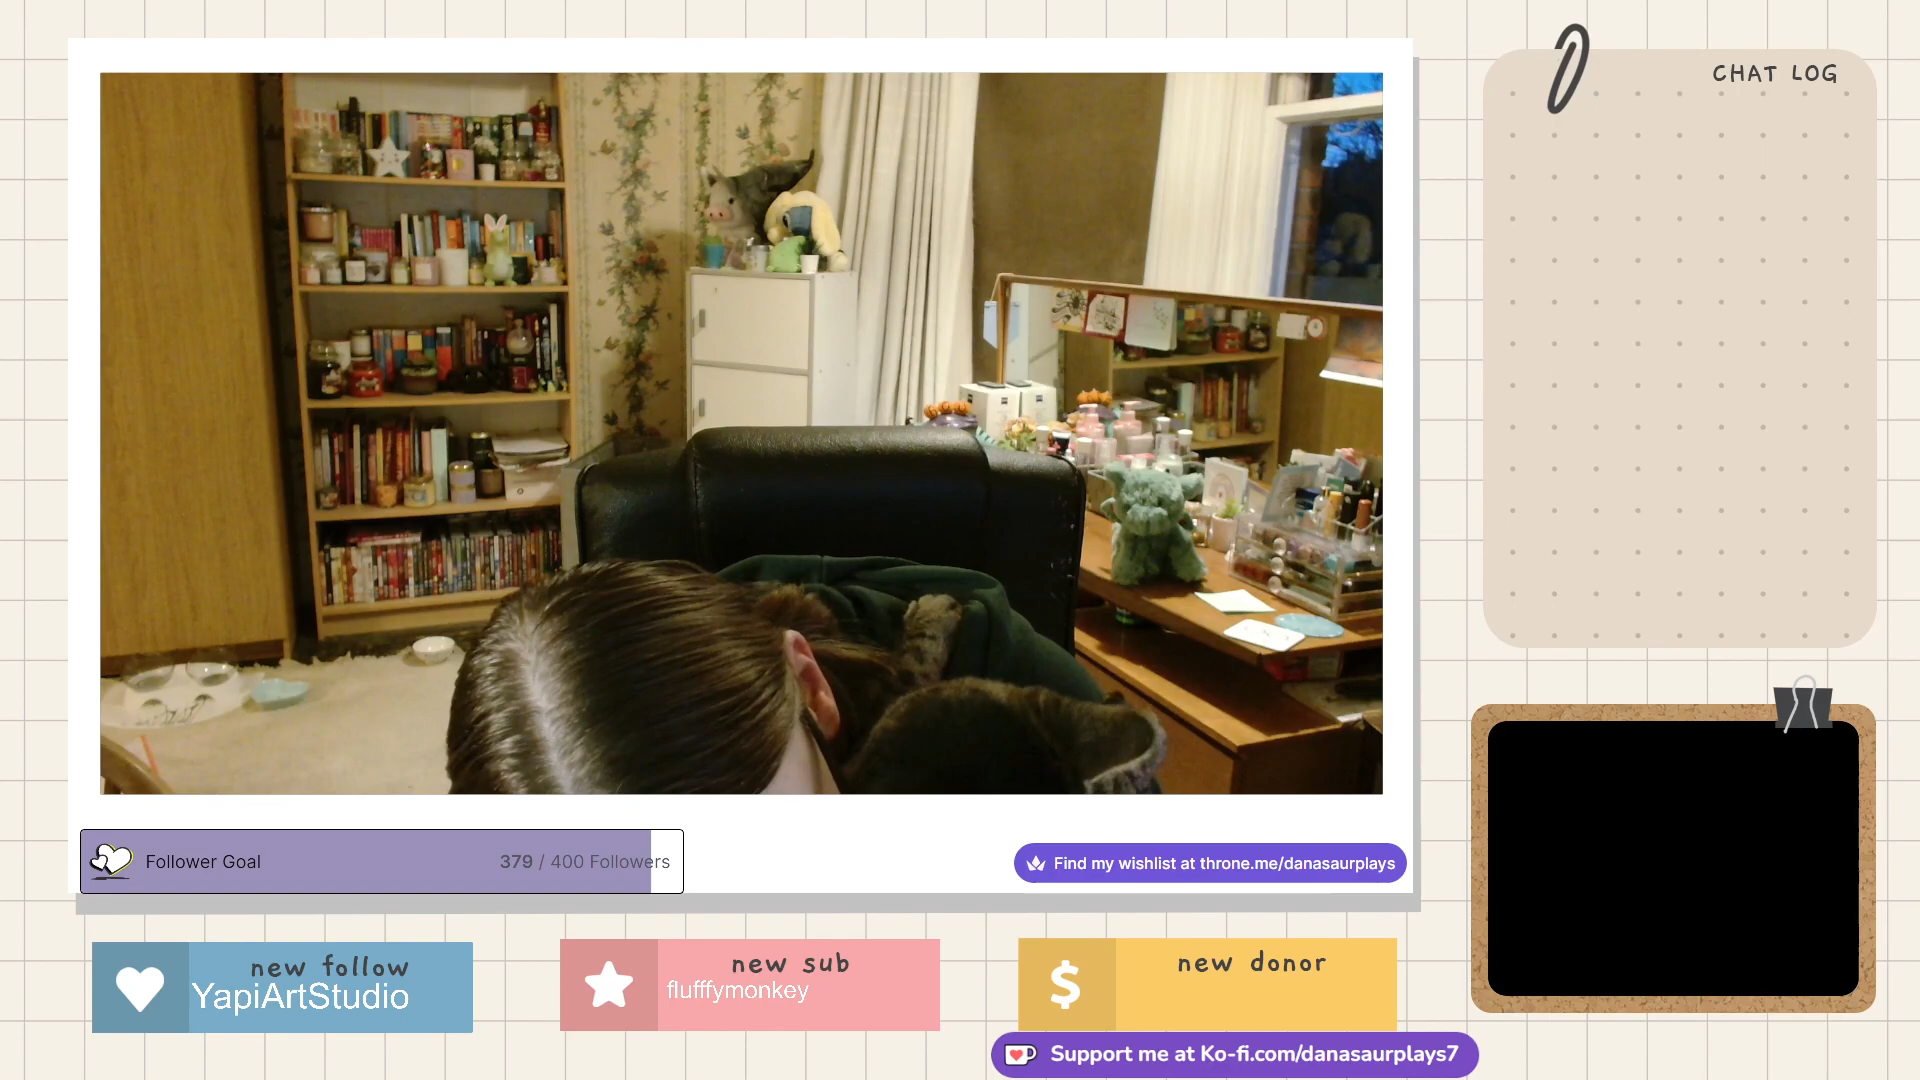 CHAT LOG
Follower Goal
379 / 400 Followers
Find my wishlist at throne.me/danasaurplays
new follow
YapiArtStudio
new sub
flufffymonkey
new donor
Support me at Ko-fi.com/danasaurplays7